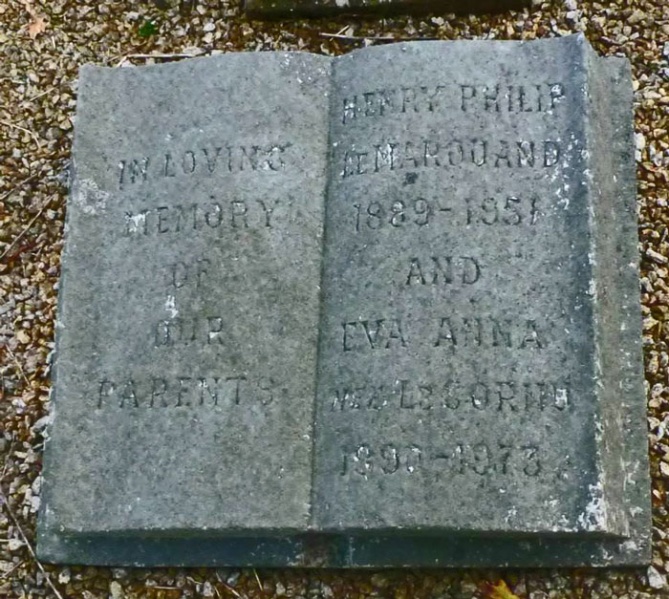 IN LOVING
MEMORY
OF
OUR
PARENTS
HENRY PHILIP
LEMARQUAND
1889-1951
AND
EVA ANNA
NEE LE CORNU
1890-1973